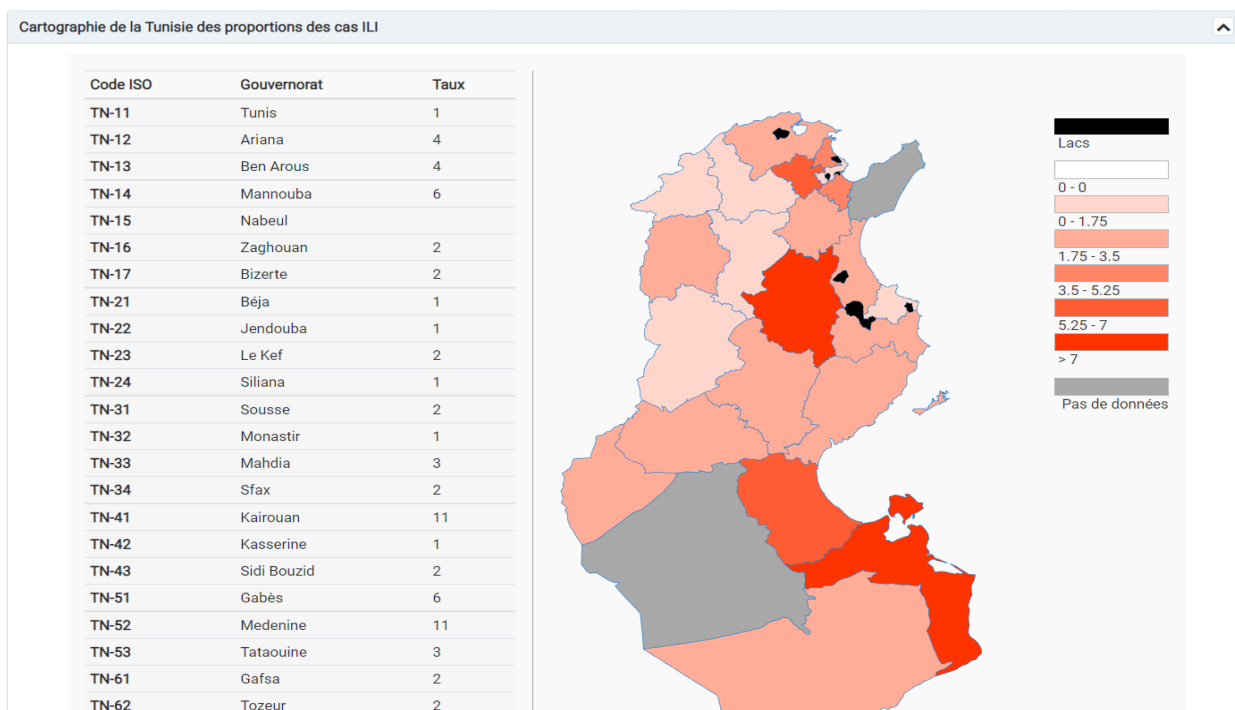 Cartographie de la Tunisie des proportions des cas ILI
Code ISO Gouvernorat Taux
TN-11 Tunis 1
TN-12 Ariana 4
TN-13 Ben Arous 4
TN-14 Mannouba 6
TN-15 Nabeul
TN-16 Zaghouan 2
TN-17 Bizerte 2
TN-21 Béja 1
TN-22 Jendouba 1
TN-23 Le Kef 2
TN-24 Siliana 1
TN-31 Sousse 2
TN-32 Monastir 1
TN-33 Mahdia 3
TN-34 Sfax 2
TN-41 Kairouan 11
TN-42 Kasserine 1
TN-43 Sidi Bouzid 2
TN-51 Gabès 6
TN-52 Medenine 11
TN-53 Tataouine 3
TN-61 Gafsa 2
TN-62 Tozeur 2
Lacs
0 - 0
0 - 1.75
1.75 - 3.5
3.5 - 5.25
5.25 - 7
> 7
Pas de données